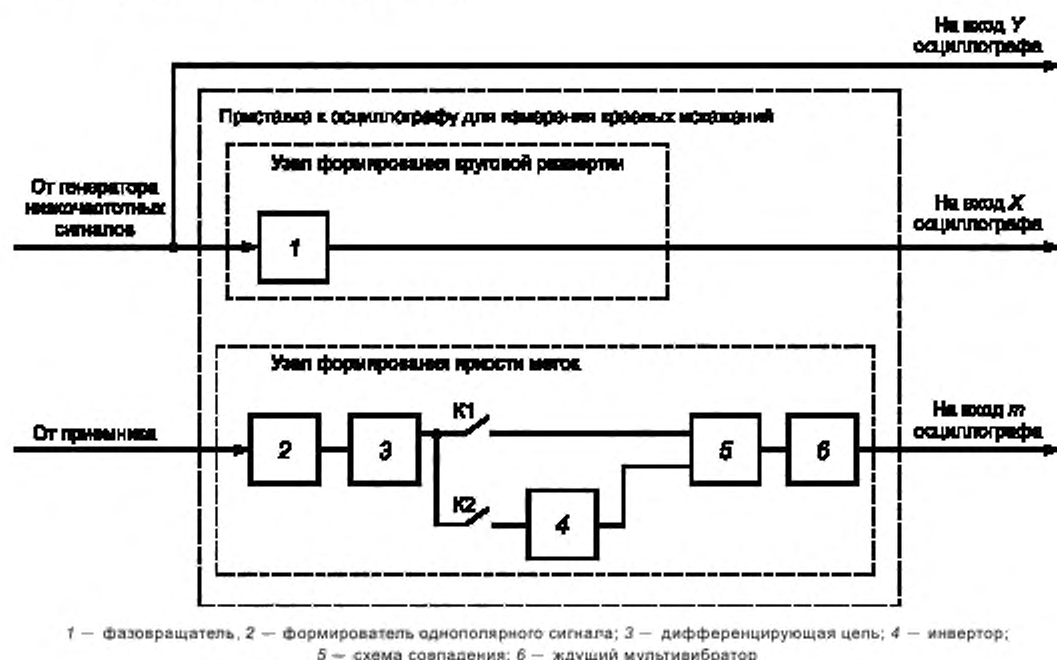 На вход Y
осциллографа
Приставка к осциллографу для измерения краевых искажений
Узел формирования круговой развертки
От генератора
низкочастотных
сигналов
1
На вход X
осциллографа
Узел формирования яркости меток
От приемника
2
3
К1
К2
4
5
6
На вход m
осциллографа
1 — фазовращатель, 2 — формирователь однополярного сигнала; 3 — дифференцирующая цепь; 4 — инвертор;
5 — схема совпадения; 6 — ждущий мультивибратор